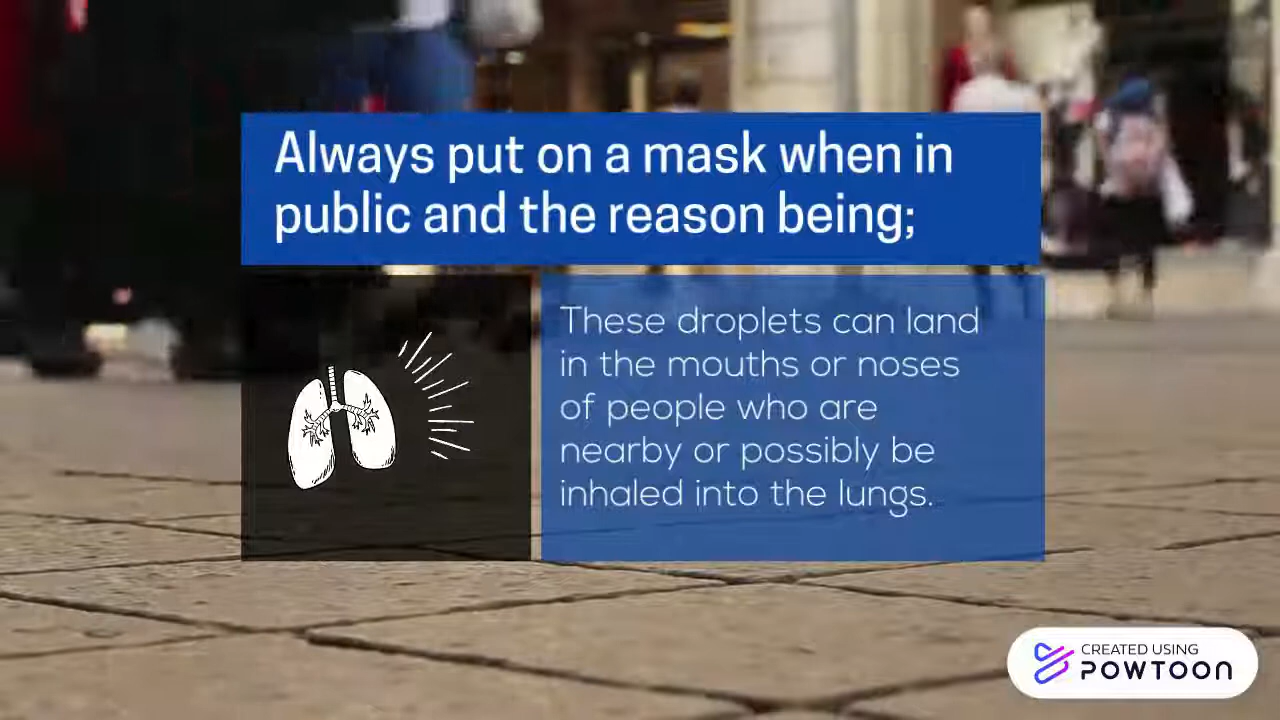 Always put on a mask when in
public and the reason being;
These droplets can land
in the mouths or noses
of people who are
nearby or possibly be
inhaled into the lungs.
CREATED USING
POWTOON